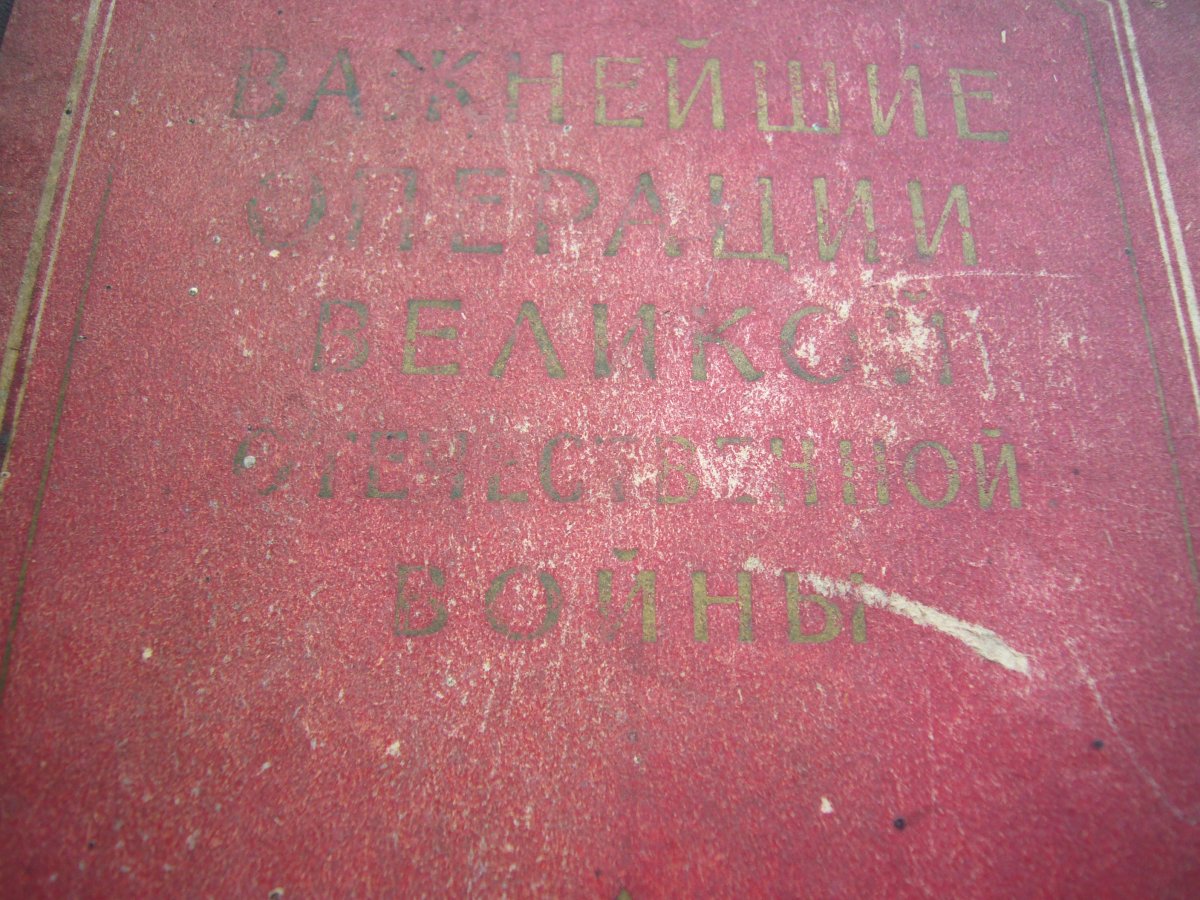 ВАЖНЕЙШИЕ
ОПЕРАЦИИ
ВЕЛИКОЙ
ОТЕЧЕСТВЕННОЙ
ВОЙНЫ